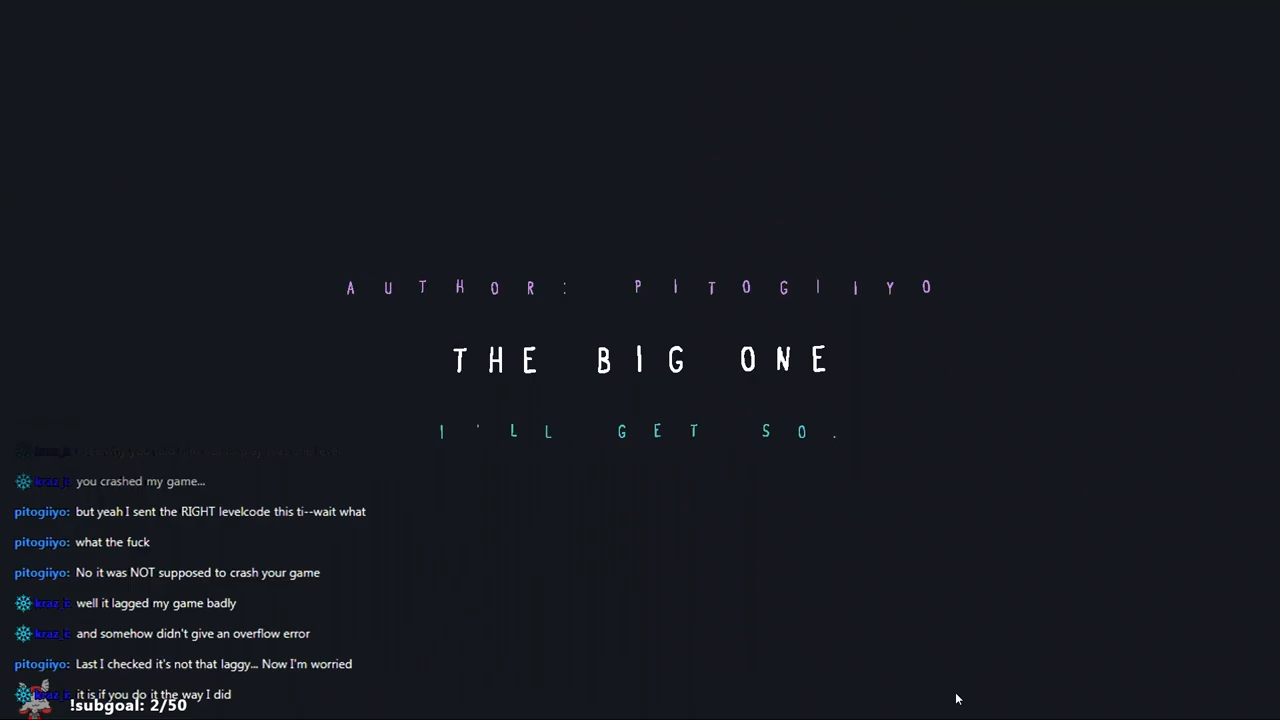 AUTHOR: PITOGIIYO
THE BIG ONE
I'LL GET SO.
you crashed my game...
pitogiiyo: but yeah I sent the RIGHT levelcode this ti--wait what
pitogiiyo: what the fuck
pitogiiyo: No it was NOT supposed to crash your game
well it lagged my game badly
and somehow didn't give an overflow error
pitogiiyo: Last I checked it's not that laggy... Now I'm worried
it is if you do it the way I did
!subgoal: 2/50